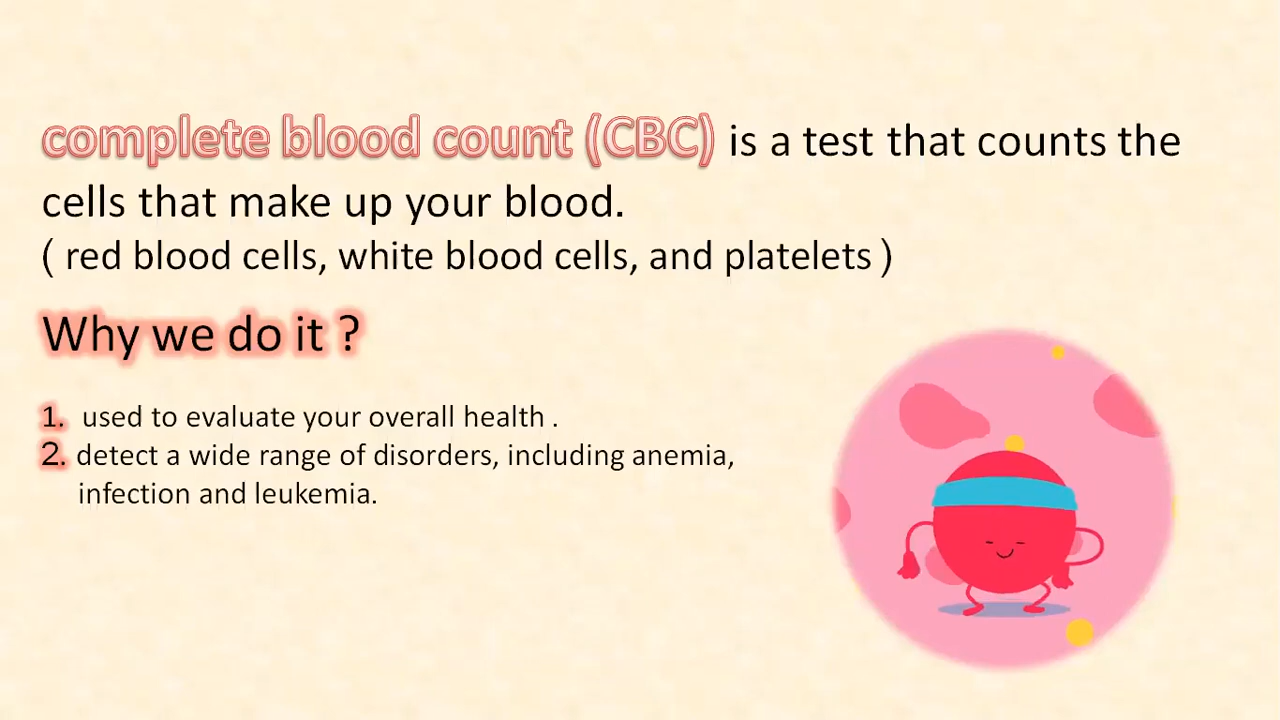 complete blood count (CBC) is a test that counts the
cells that make up your blood.
( red blood cells, white blood cells, and platelets )
Why we do it ?
1. used to evaluate your overall health .
2. detect a wide range of disorders, including anemia,
infection and leukemia.